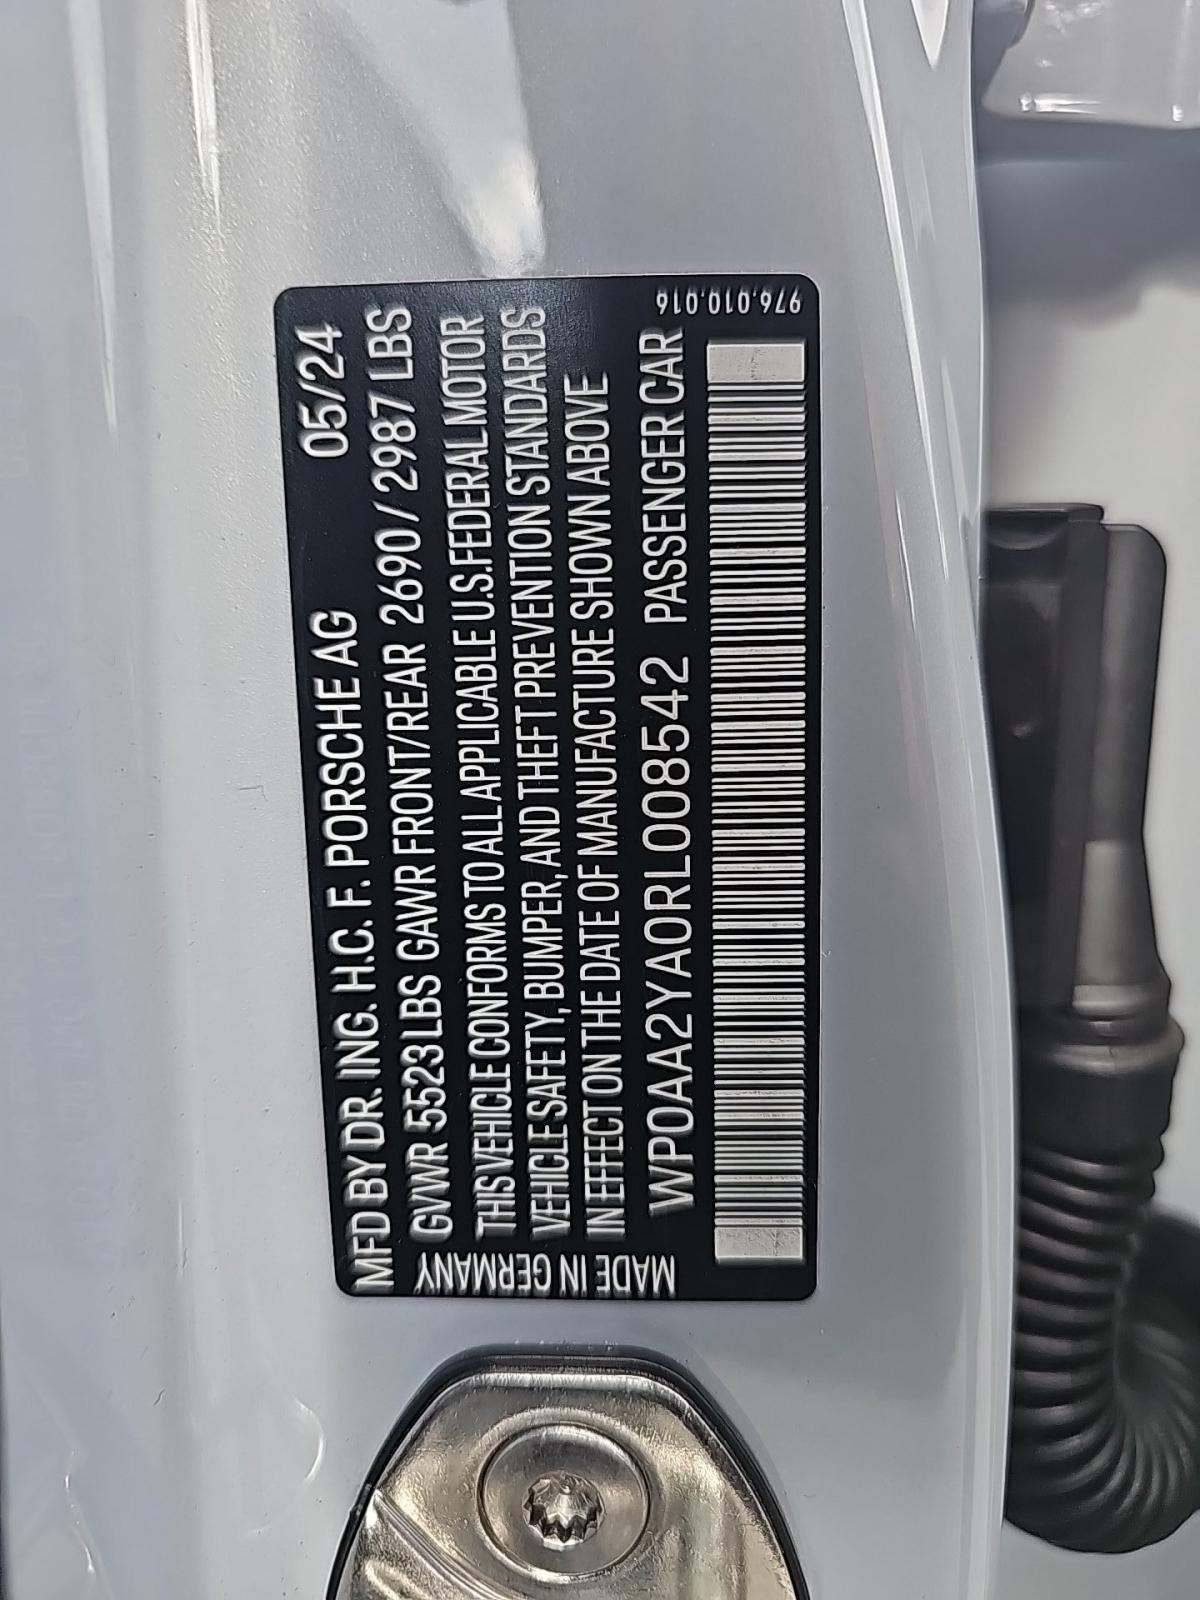 MFD BY DR. ING. H.C. F. PORSCHE AG 05/24
GVWR 5523 LBS GAWR FRONT/REAR 2690 / 2987 LBS
THIS VEHICLE CONFORMS TO ALL APPLICABLE U.S. FEDERAL MOTOR
VEHICLE SAFETY, BUMPER, AND THEFT PREVENTION STANDARDS
IN EFFECT ON THE DATE OF MANUFACTURE SHOWN ABOVE
WP0AA2YA0RL008542 PASSENGER CAR
MADE IN GERMANY
976.010.016